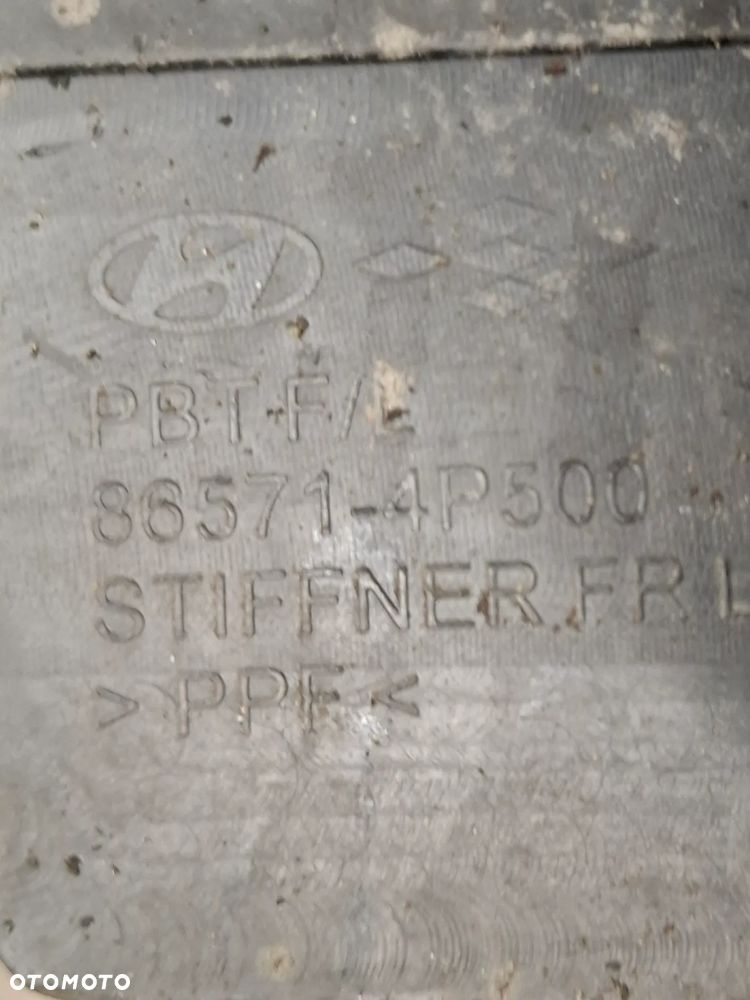 PBT F/L
86571-4P500
STIFFNER FR L
>PPF<
OTOMOTO